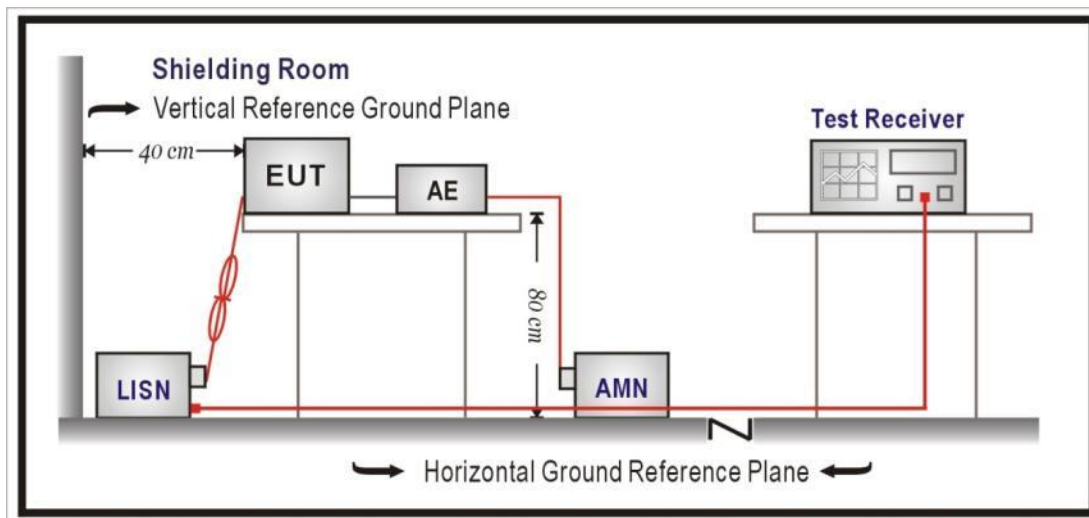 Shielding Room
Vertical Reference Ground Plane
Test Receiver
40 cm
EUT
AE
80 cm
LISN
AMN
Horizontal Ground Reference Plane